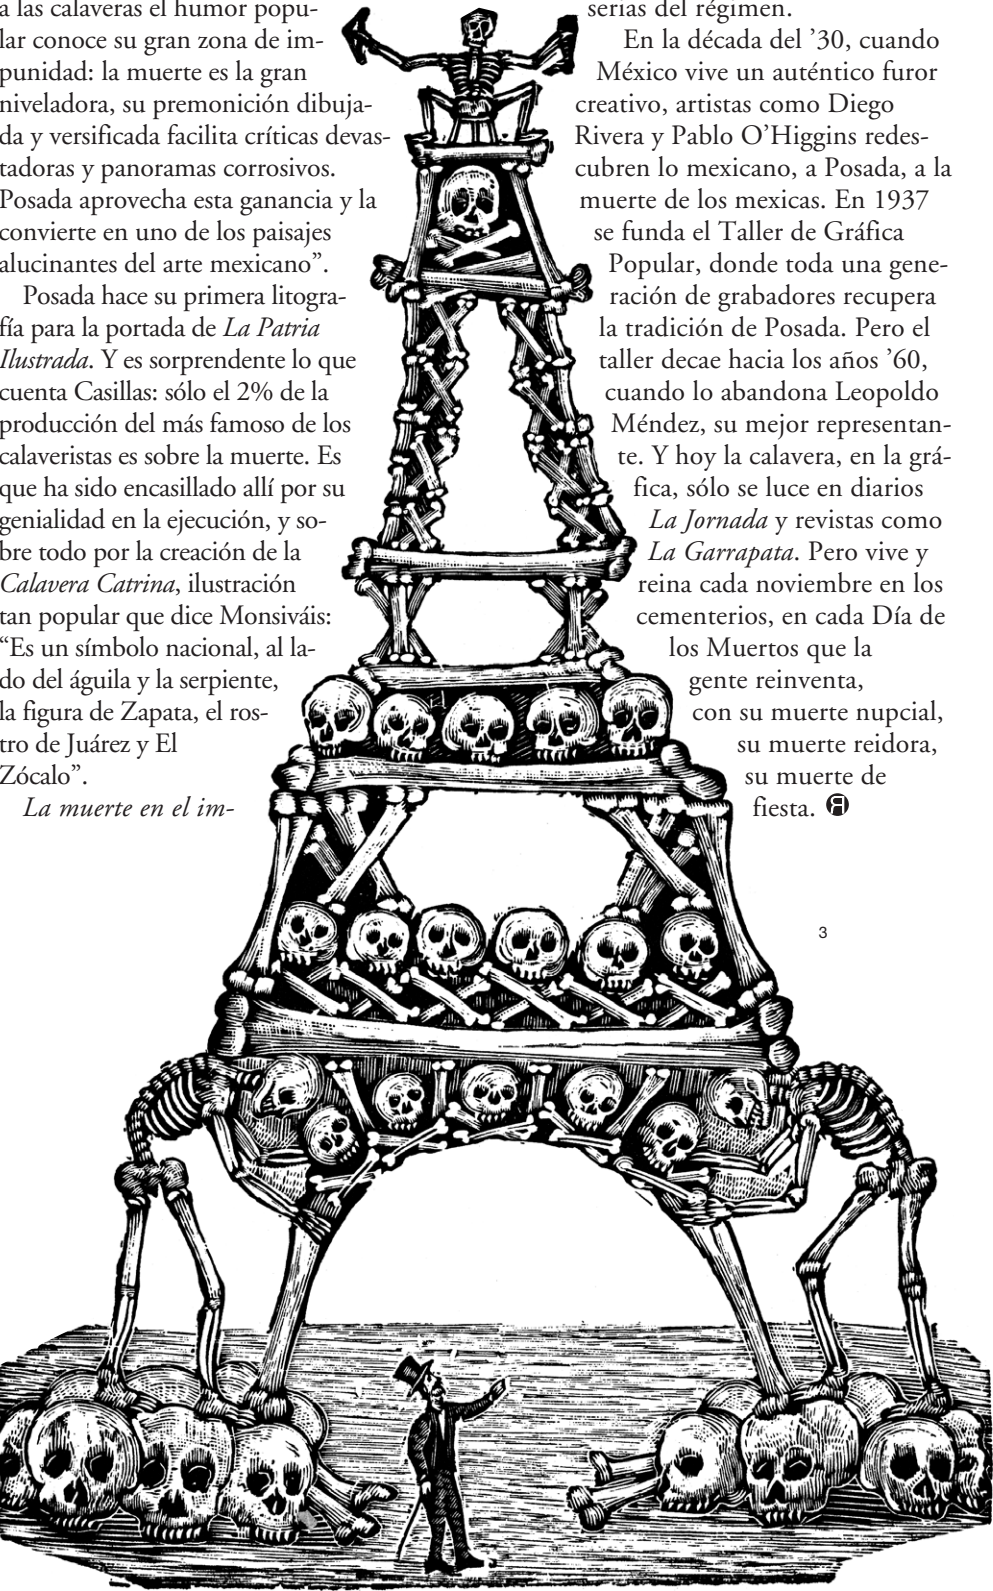 a las calaveras el humor popu-
lar conoce su gran zona de im-
punidad: la muerte es la gran
niveladora, su premonición dibuja-
da y versificada facilita críticas devas-
tadoras y panoramas corrosivos.
Posada aprovecha esta ganancia y la
convierte en uno de los paisajes
alucinantes del arte mexicano”.
Posada hace su primera litogra-
fía para la portada de La Patria
Ilustrada. Y es sorprendente lo que
cuenta Casillas: sólo el 2% de la
producción del más famoso de los
calaveristas es sobre la muerte. Es
que ha sido encasillado allí por su
genialidad en la ejecución, y so-
bre todo por la creación de la
Calavera Catrina, ilustración
tan popular que dice Monsiváis:
“Es un símbolo nacional, al la-
do del águila y la serpiente,
la figura de Zapata, el ros-
tro de Juárez y El
Zócalo”.
La muerte en el im-
serias del régimen.
En la década del ’30, cuando
México vive un auténtico furor
creativo, artistas como Diego
Rivera y Pablo O’Higgins redes-
cubren lo mexicano, a Posada, a la
muerte de los mexicas. En 1937
se funda el Taller de Gráfica
Popular, donde toda una gene-
ración de grabadores recupera
la tradición de Posada. Pero el
taller decae hacia los años ’60,
cuando lo abandona Leopoldo
Méndez, su mejor representan-
te. Y hoy la calavera, en la grá-
fica, sólo se luce en diarios
La Jornada y revistas como
La Garrapata. Pero vive y
reina cada noviembre en los
cementerios, en cada Día de
los Muertos que la
gente reinventa,
con su muerte nupcial,
su muerte reidora,
su muerte de
fiesta.
3